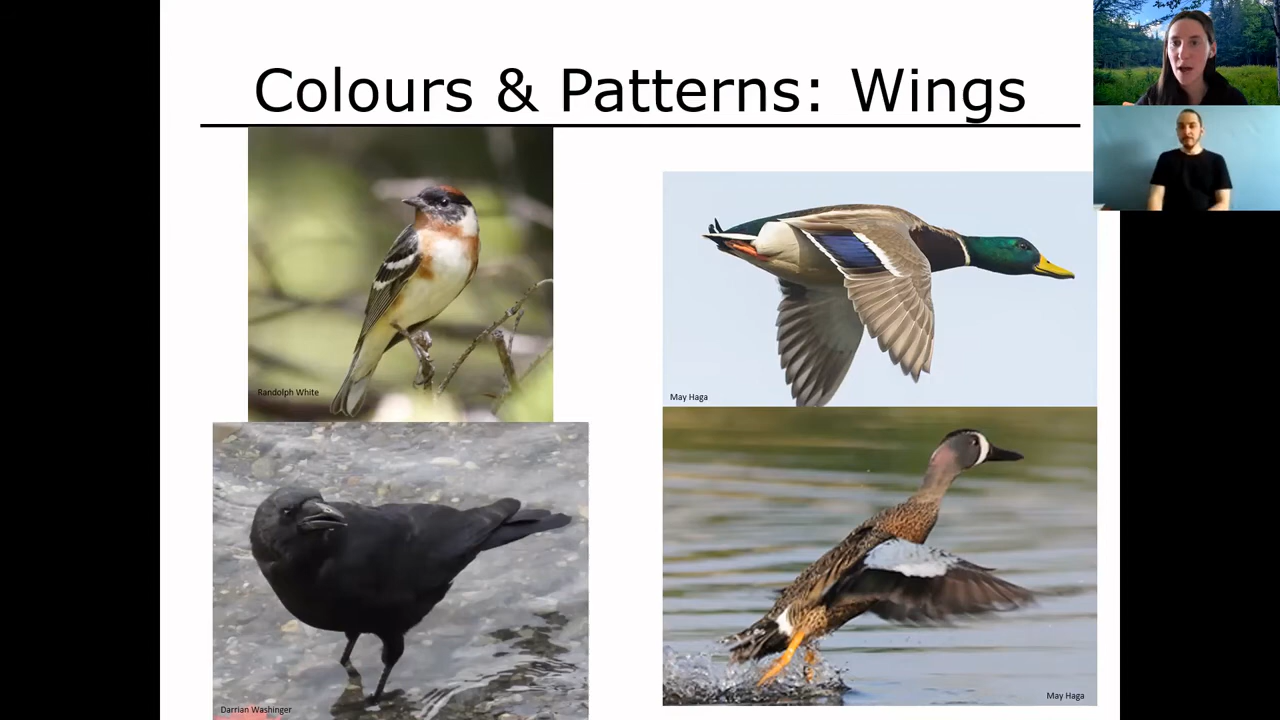 Colours & Patterns: Wings
Randolph White
May Haga
Darrian Washinger
May Haga